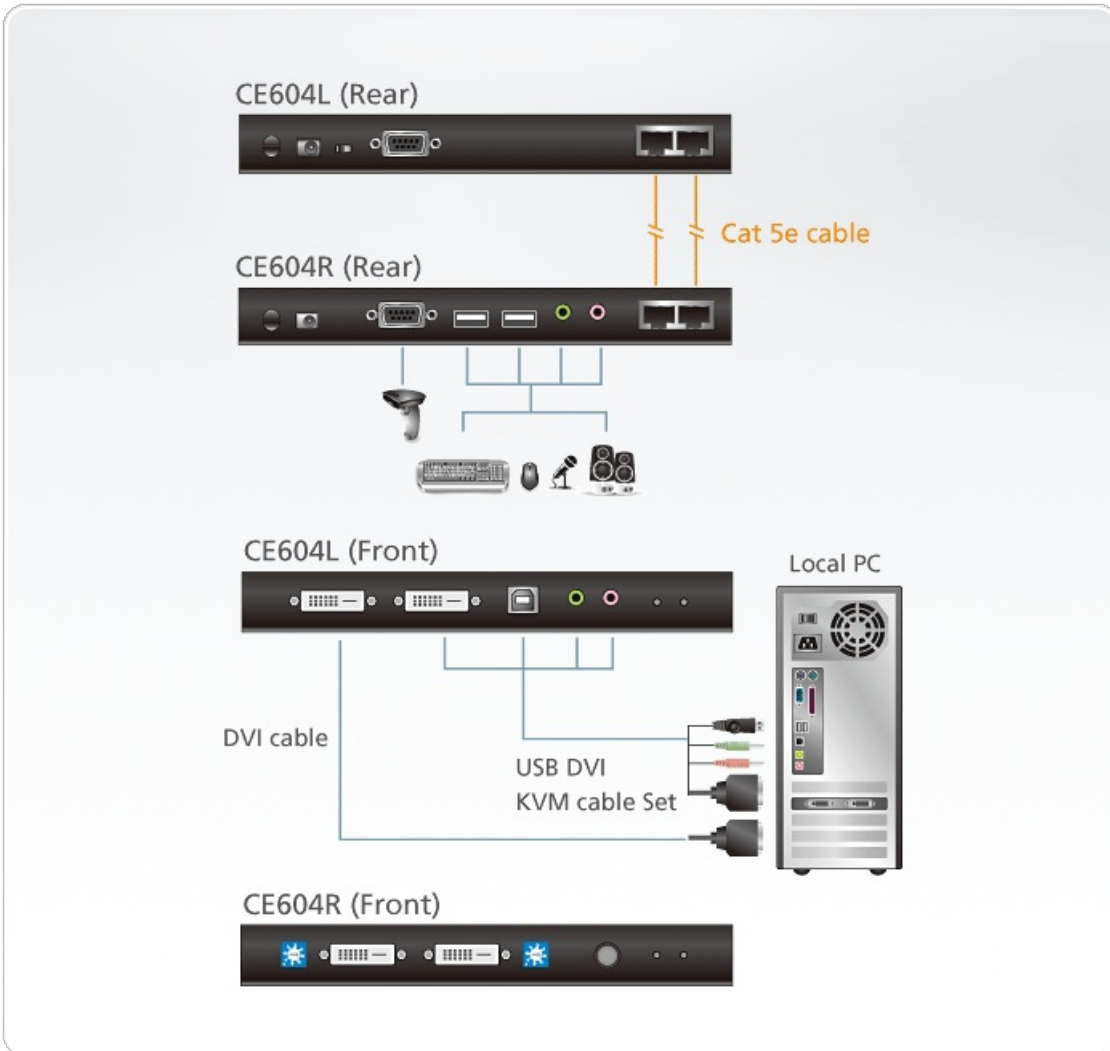 CE604L (Rear)
Cat 5e cable
CE604R (Rear)
CE604L (Front)
Local PC
DVI cable
USB DVI
KVM cable Set
CE604R (Front)